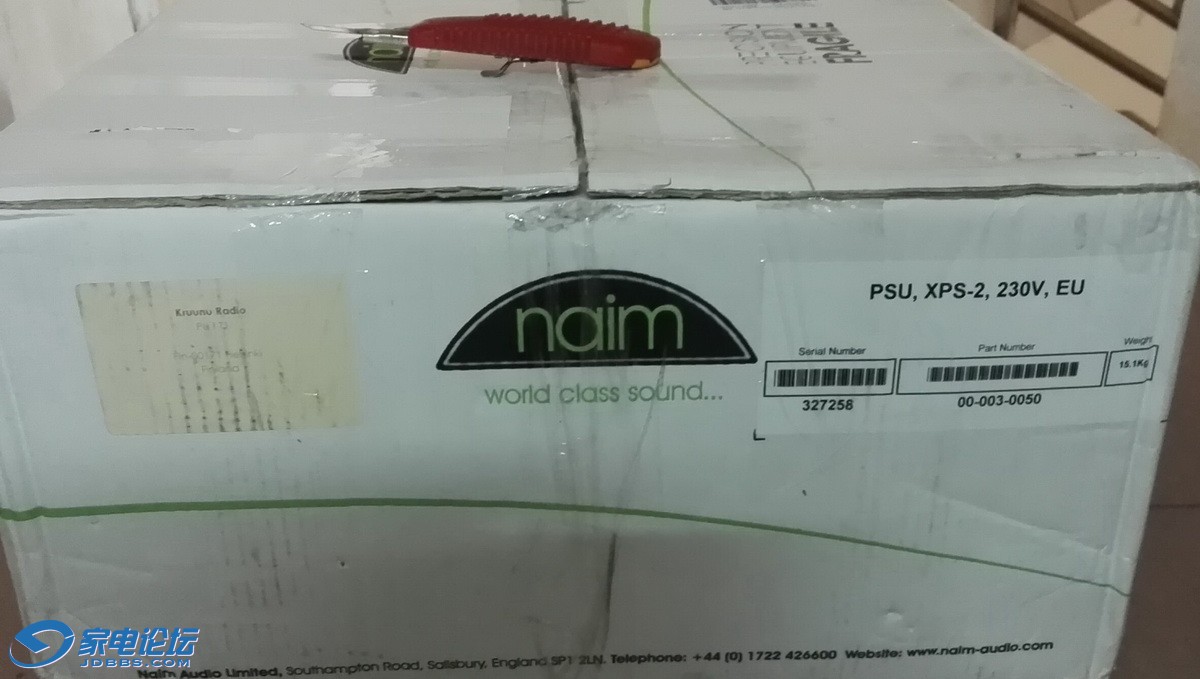 FRAGILE
Kruunu Radio
Finland
naim
world class sound...
PSU, XPS-2, 230V, EU
Serial Number
Part Number
Weight
15.1Kg
327258
00-003-0050
Naim Audio Limited, Southampton Road, Salisbury, England SP1 2LN. Telephone: +44 (0) 1722 426600 Website: www.naim-audio.com
家电论坛
JDBBS.COM